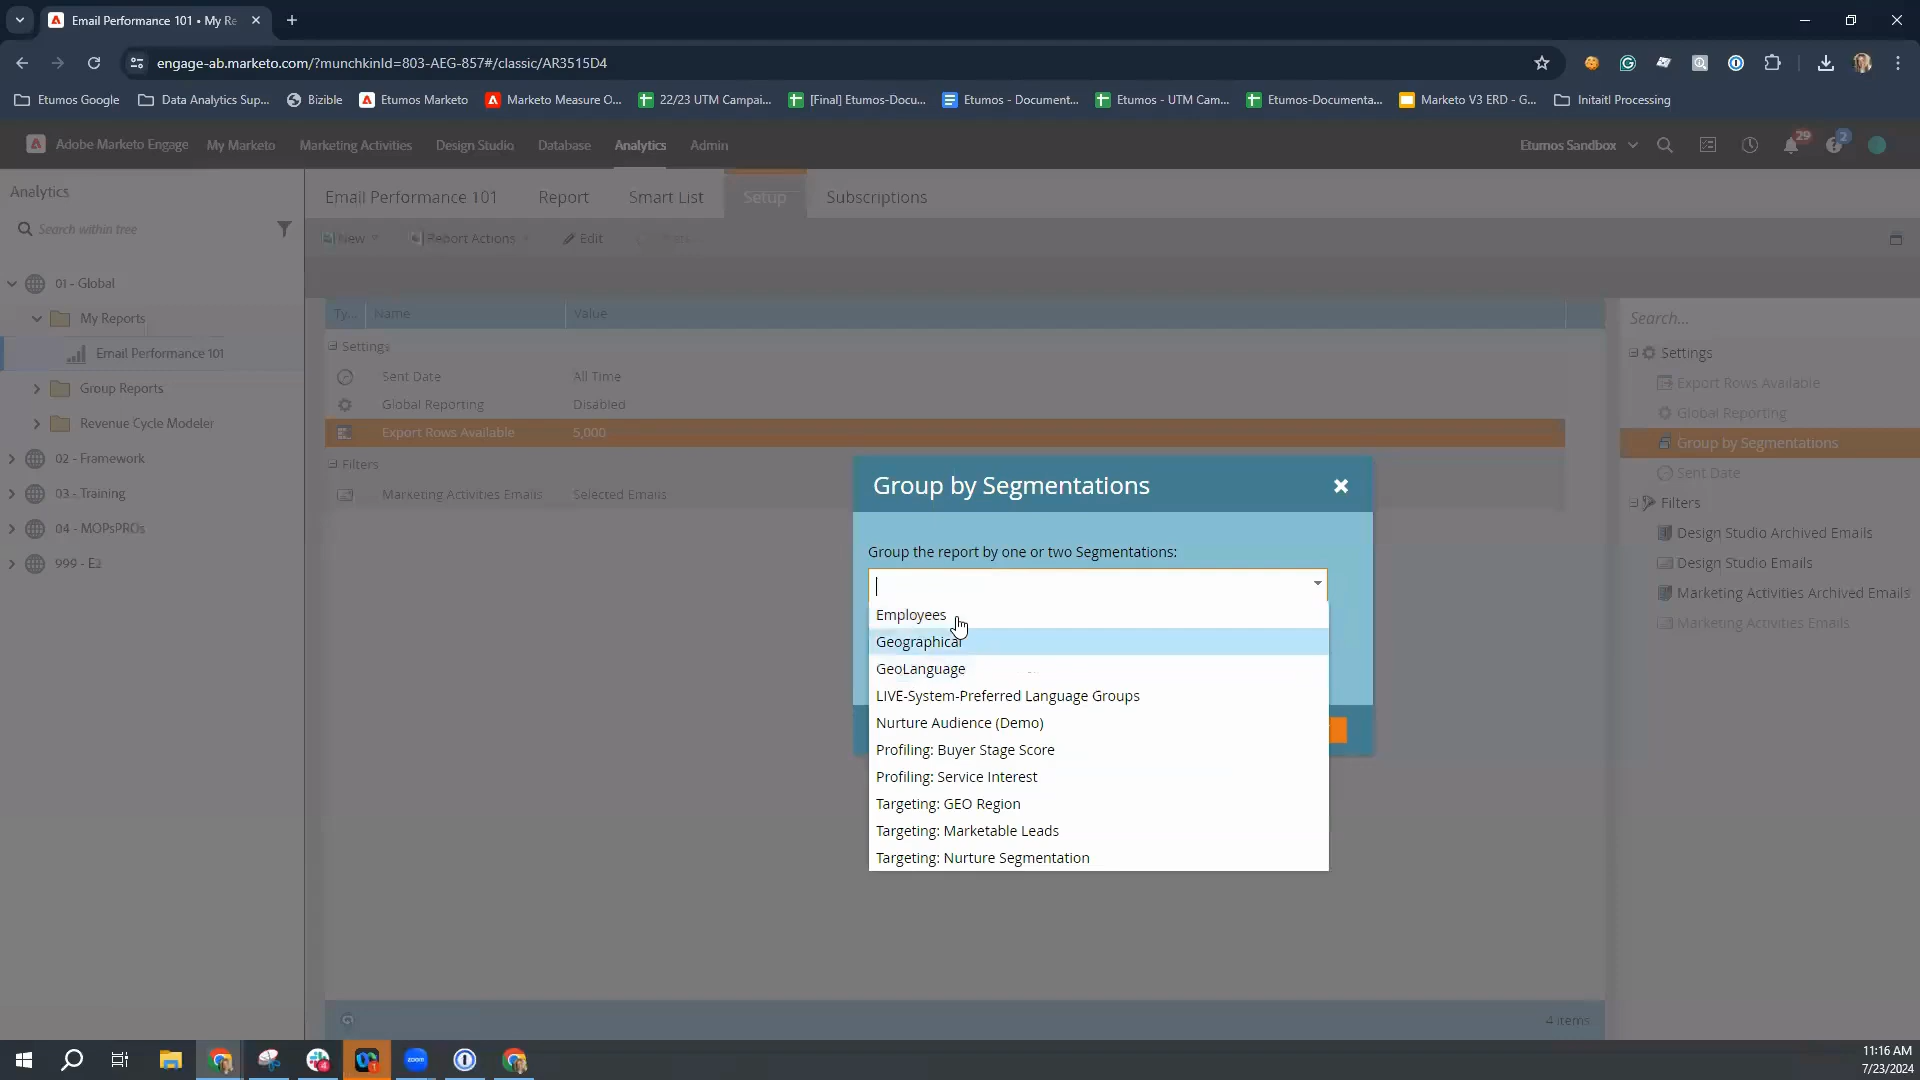 Email Performance 101 • My Re
engage-ab.marketo.com/?munchkinId=803-AEG-857#/classic/AR3515D4
Etumos Google
Data Analytics Sup...
Bizible
Etumos Marketo
Marketo Measure O...
22/23 UTM Campai...
[Final] Etumos-Docu...
Etumos - Document...
Etumos - UTM Cam...
Etumos-Documenta...
Marketo V3 ERD - G...
Initaitl Processing
Adobe Marketo Engage
My Marketo
Marketing Activities
Design Studio
Database
Analytics
Admin
Etumos Sandbox
29
2
Analytics
Search within tree
01 - Global
My Reports
Email Performance 101
Group Reports
Revenue Cycle Modeler
02 - Framework
03 - Training
04 - MOPsPROs
999 - E2
Email Performance 101
Report
Smart List
Setup
Subscriptions
New
Report Actions
Edit
Ty...
Name
Value
Settings
Sent Date
All Time
Global Reporting
Disabled
Export Rows Available
5,000
Filters
Marketing Activities Emails
Selected Emails
4 items
Group by Segmentations
Group the report by one or two Segmentations:
Employees
Geographical
GeoLanguage
LIVE-System-Preferred Language Groups
Nurture Audience (Demo)
Profiling: Buyer Stage Score
Profiling: Service Interest
Targeting: GEO Region
Targeting: Marketable Leads
Targeting: Nurture Segmentation
Search...
Settings
Export Rows Available
Global Reporting
Group by Segmentations
Sent Date
Filters
Design Studio Archived Emails
Design Studio Emails
Marketing Activities Archived Emails
Marketing Activities Emails
4
1
zoom
11:16 AM
7/23/2024